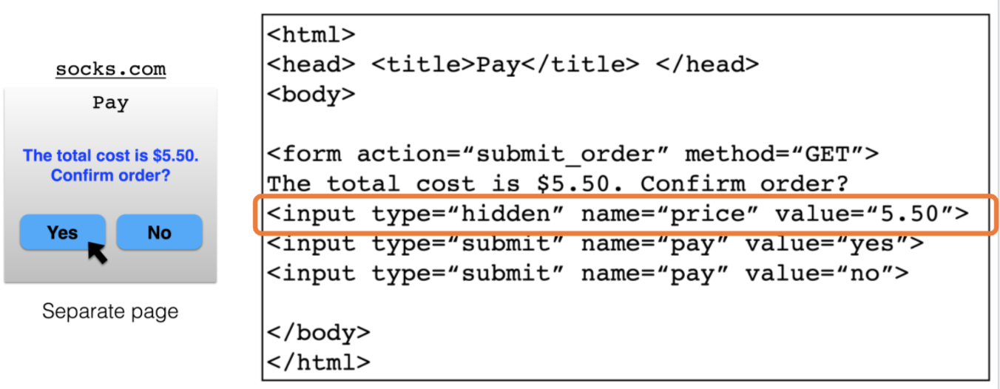 socks.com
Pay
The total cost is $5.50.
Confirm order?
Yes
No
Separate page
<html>
<head> <title>Pay</title> </head>
<body>
<form action=“submit_order” method=“GET”>
The total cost is $5.50. Confirm order?
<input type=“hidden” name=“price” value=“5.50”>
<input type=“submit” name=“pay” value=“yes”>
<input type=“submit” name=“pay” value=“no”>
</body>
</html>